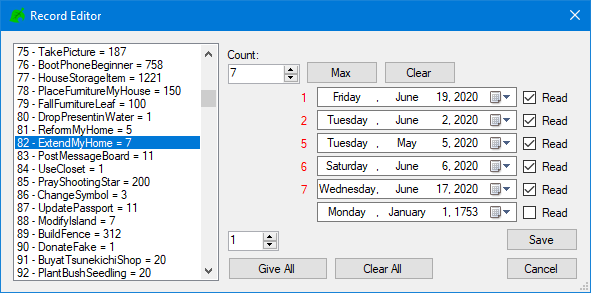 Record Editor
75 - TakePicture = 187
76 - BootPhoneBeginner = 758
77 - HouseStorageItem = 1221
78 - PlaceFurnitureMyHouse = 150
79 - FallFurnitureLeaf = 100
80 - DropPresentinWater = 1
81 - ReformMyHome = 5
82 - ExtendMyHome = 7
83 - PostMessageBoard = 11
84 - UseCloset = 1
85 - PrayShootingStar = 200
86 - ChangeSymbol = 3
87 - UpdatePassport = 11
88 - ModifyIsland = 7
89 - BuildFence = 312
90 - DonateFake = 1
91 - BuyatTsunekichiShop = 20
92 - PlantBushSeedling = 20
Count:
7 Max Clear
1 Friday , June 19, 2020 Read
2 Tuesday , June 2, 2020 Read
5 Tuesday , May 5, 2020 Read
6 Saturday , June 6, 2020 Read
7 Wednesday, June 17, 2020 Read
Monday , January 1, 1753 Read
1 Save
Give All Clear All Cancel